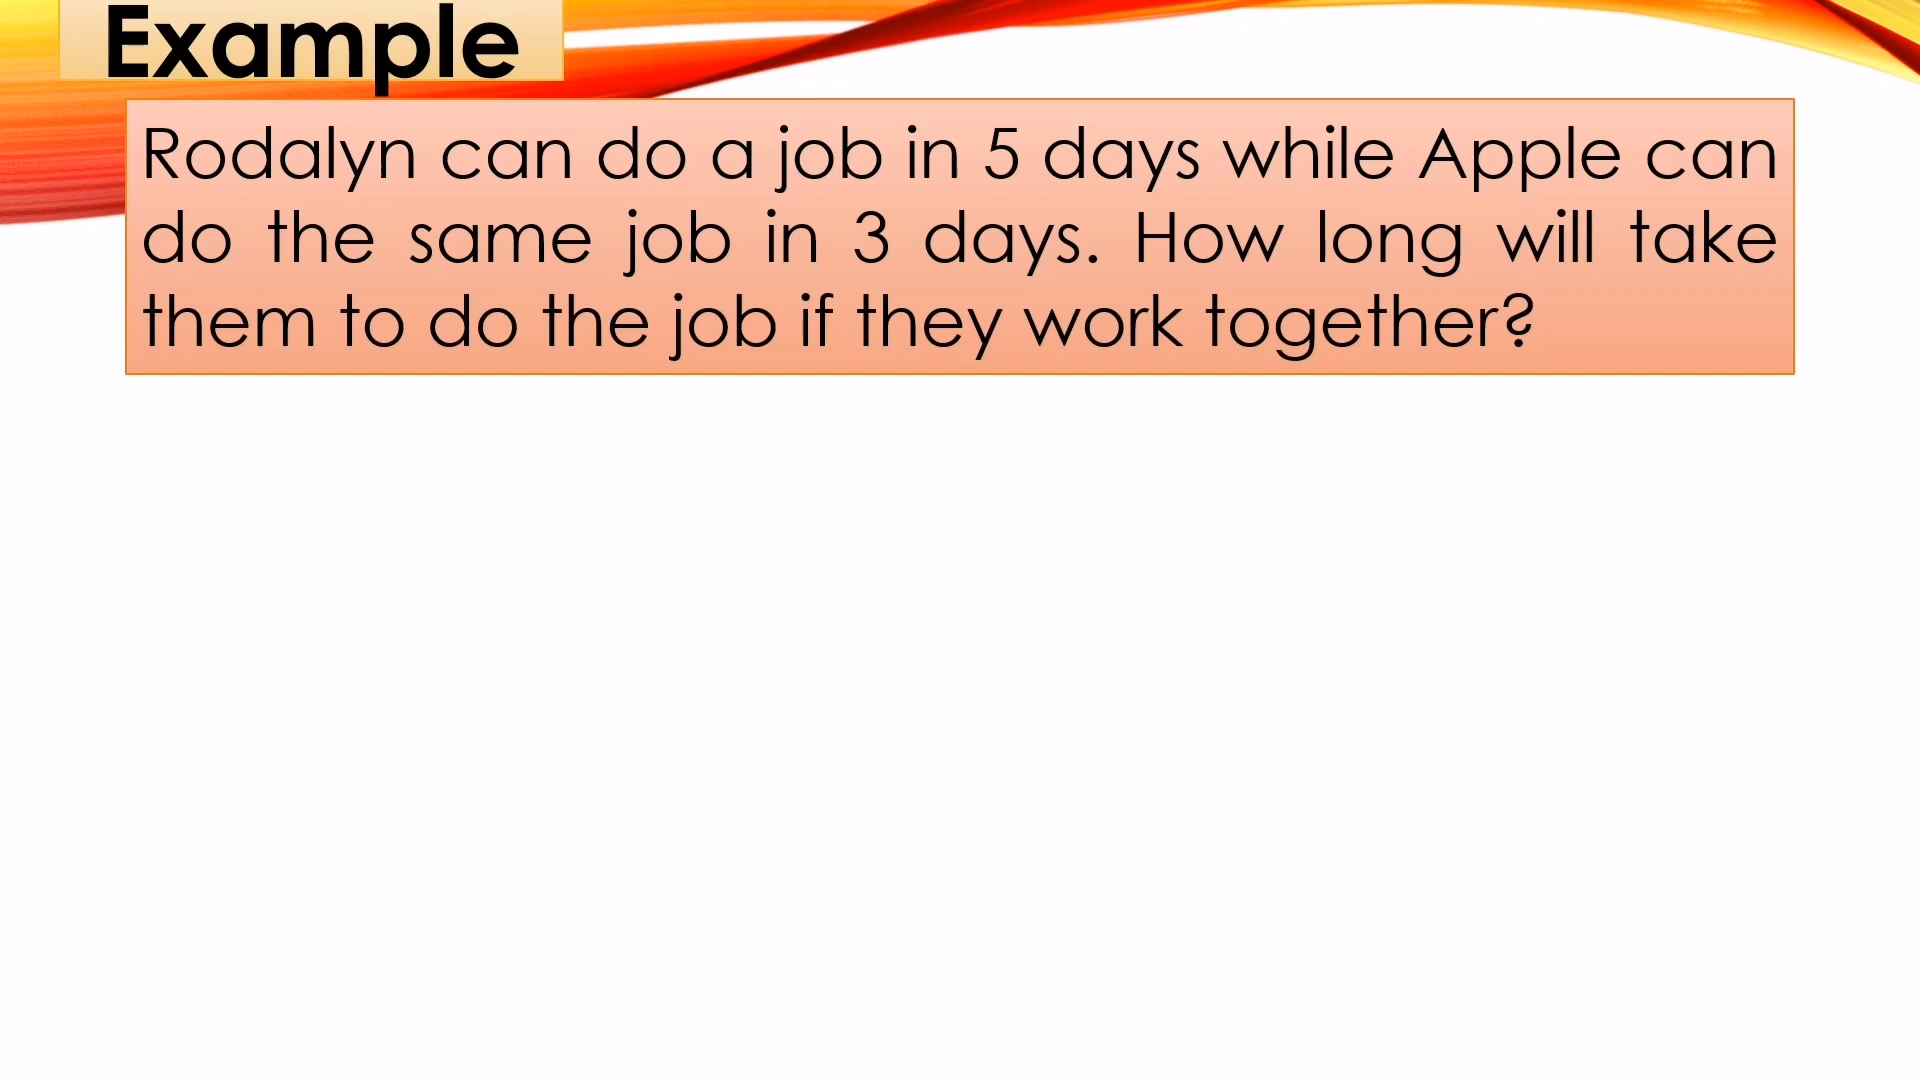 Example
Rodalyn can do a job in 5 days while Apple can
do the same job in 3 days. How long will take
them to do the job if they work together?